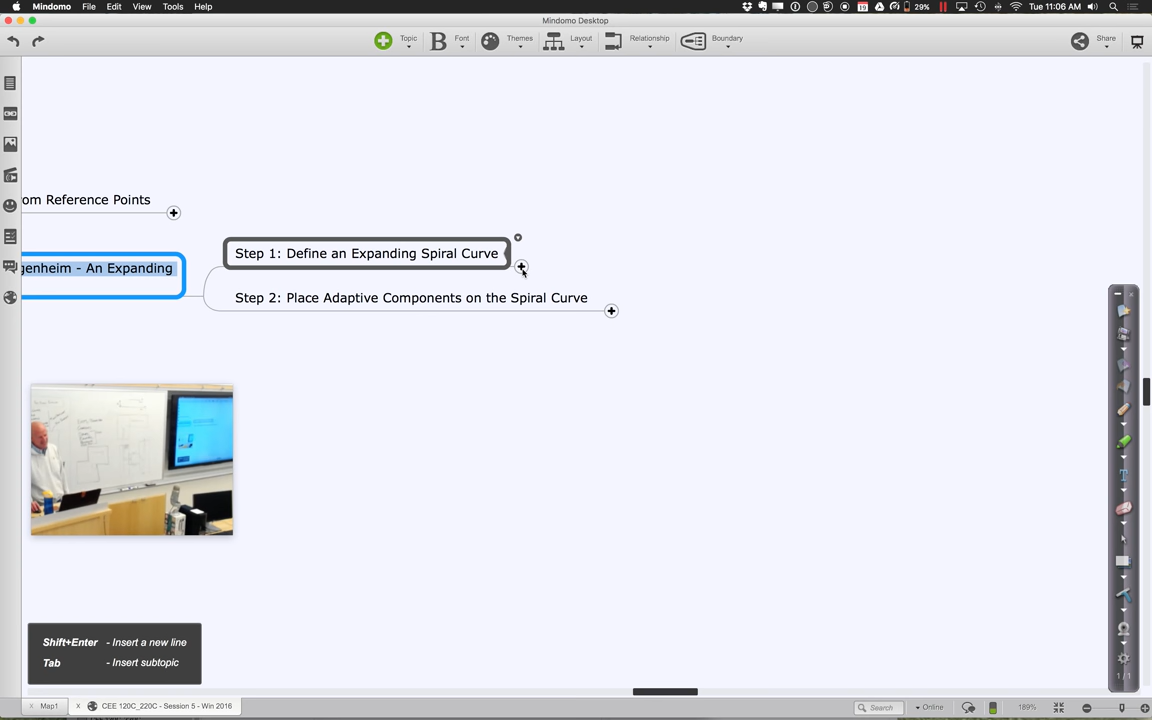 Mindomo File Edit View Tools Help
29% Tue 11:06 AM
Mindomo Desktop
Topic Font Themes Layout Relationship Boundary Share
om Reference Points
Step 1: Define an Expanding Spiral Curve
genheim - An Expanding
Step 2: Place Adaptive Components on the Spiral Curve
Shift+Enter - Insert a new line
Tab - Insert subtopic
1 / 1
Map1 CEE 120C_220C - Session 5 - Win 2016 Search Online 189%